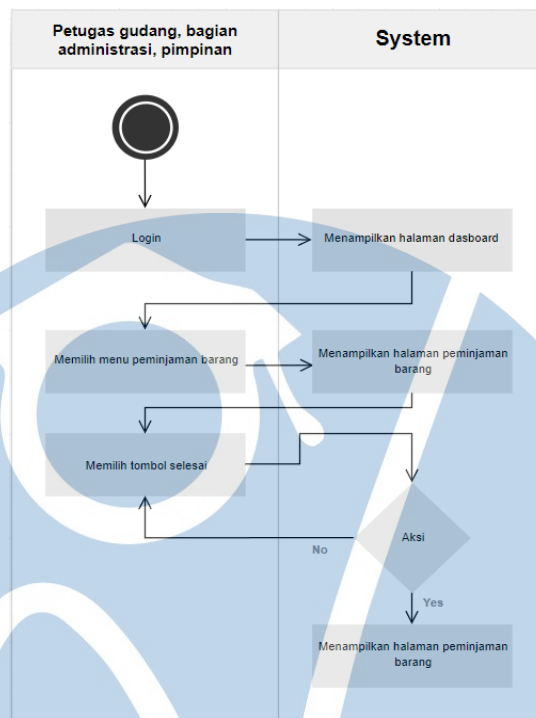 Petugas gudang, bagian
administrasi, pimpinan
System
Login
Menampilkan halaman dasboard
Memilih menu peminjaman barang
Menampilkan halaman peminjaman
barang
Memilih tombol selesai
Aksi
No
Yes
Menampilkan halaman peminjaman
barang